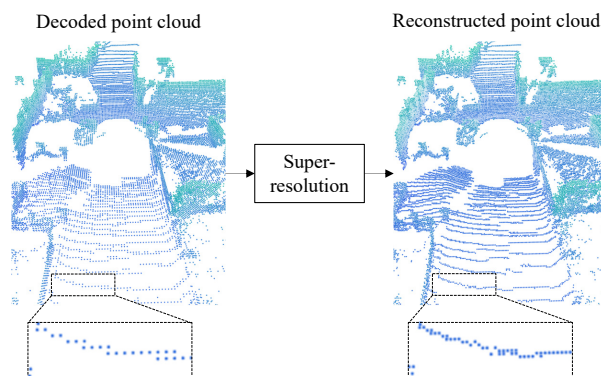 Decoded point cloud
Reconstructed point cloud
Super-
resolution